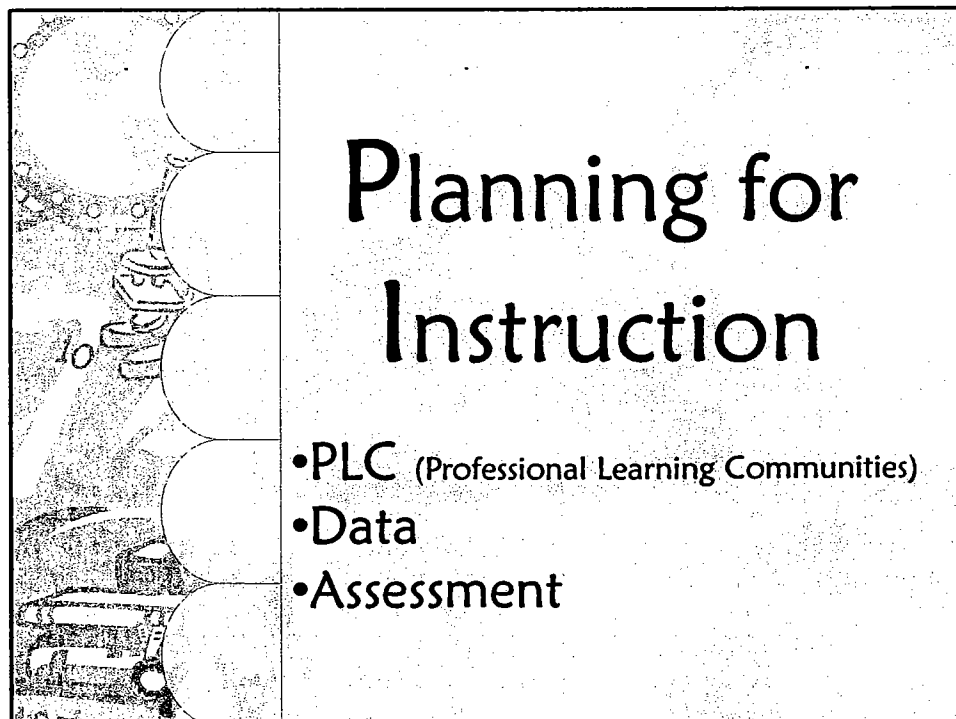 Planning for
Instruction
•PLC (Professional Learning Communities)
•Data
•Assessment